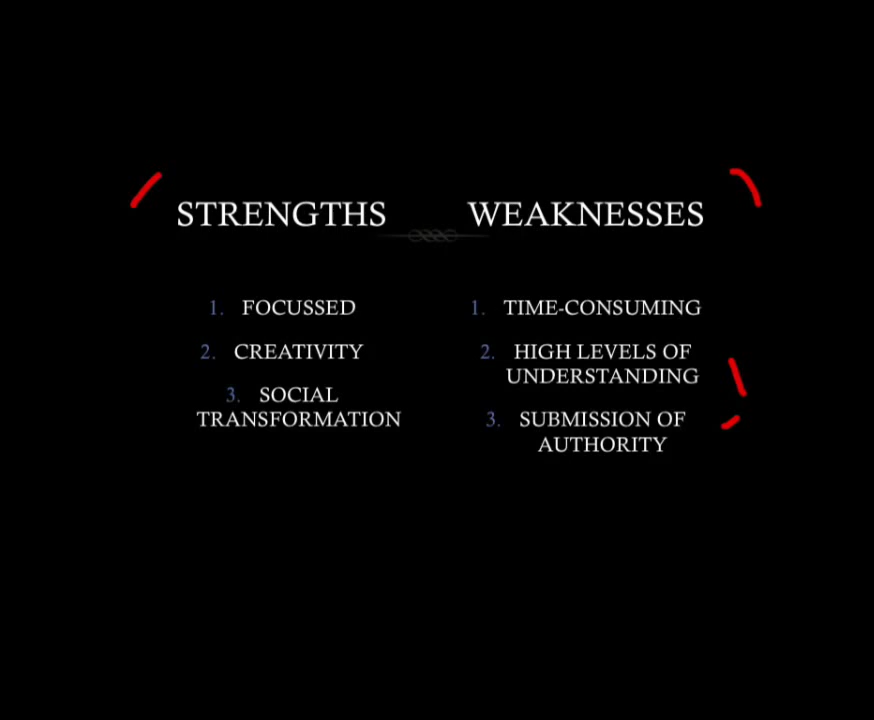 STRENGTHS
1. FOCUSSED
2. CREATIVITY
3. SOCIAL
TRANSFORMATION
WEAKNESSES
1. TIME-CONSUMING
2. HIGH LEVELS OF
UNDERSTANDING
3. SUBMISSION OF
AUTHORITY